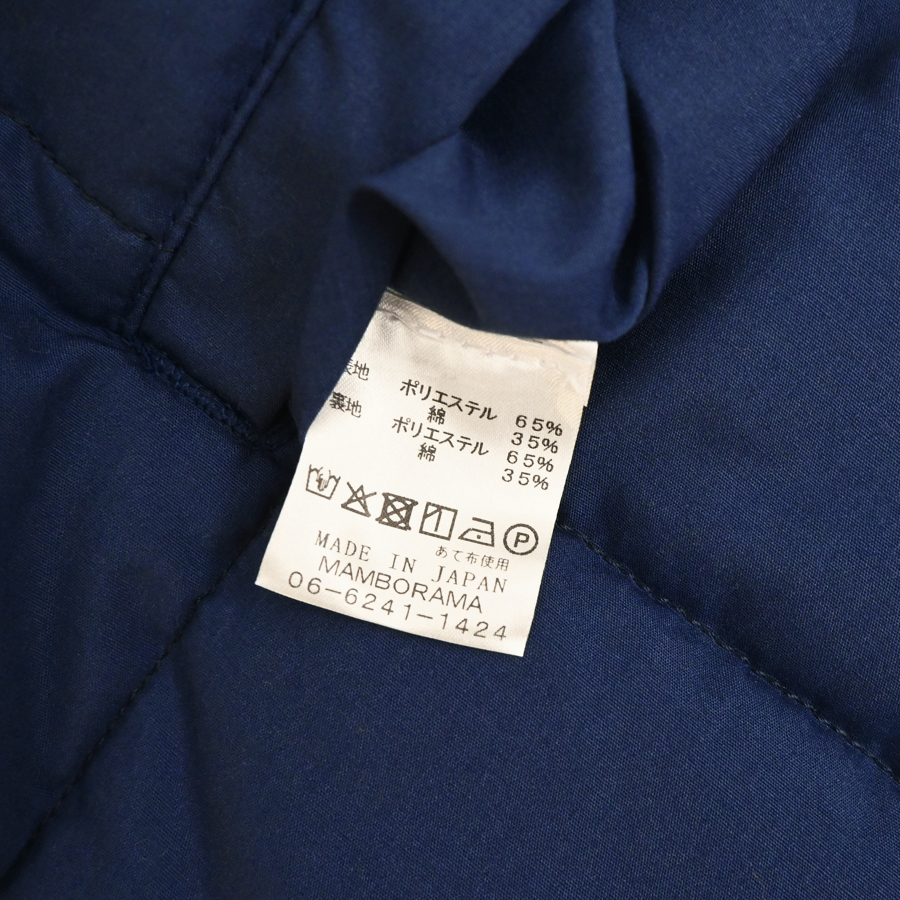 表地 ポリエステル 65%
綿 35%
裏地 ポリエステル 65%
綿 35%
P
あて布使用
MADE IN JAPAN
MAMBORAMA
06-6241-1424